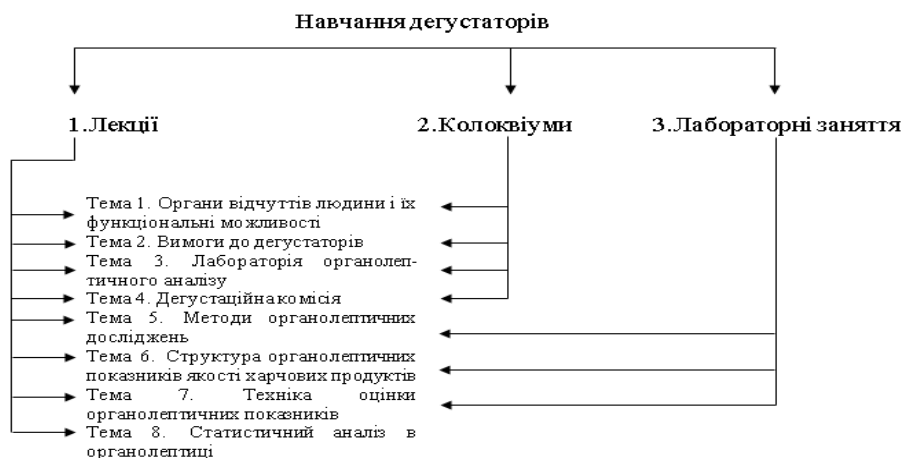 Навчання дегустаторів
1.Лекції
2.Колоквіуми
3.Лабораторні заняття
Тема 1. Органи відчуттів людини і їх
функціональні можливості
Тема 2. Вимоги до дегустаторів
Тема 3. Лабораторія органолеп-
тичного аналізу
Тема 4. Дегустаційна комісія
Тема 5. Методи органолептичних
досліджень
Тема 6. Структура органолептичних
показників якості харчових продуктів
Тема 7. Техніка оцінки
органолептичних показників
Тема 8. Статистичний аналіз в
органолептиці